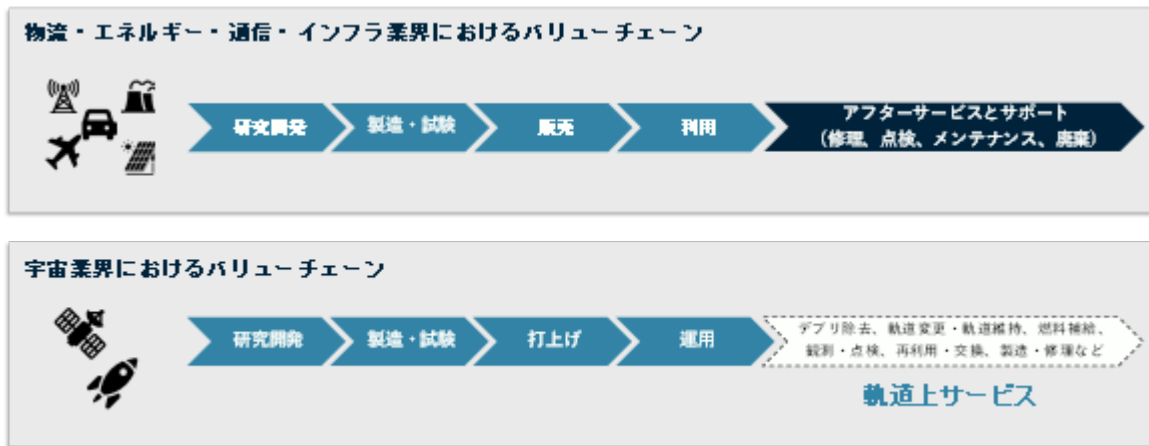 物流・エネルギー・通信・インフラ業界におけるバリューチェーン
研究開発
製造・試験
販売
利用
アフターサービスとサポート
(修理、点検、メンテナンス、廃棄)
宇宙業界におけるバリューチェーン
研究開発
製造・試験
打上げ
運用
デブリ除去、軌道変更・軌道維持、燃料補給、
観測・点検、再利用・交換、製造・修理など
軌道上サービス